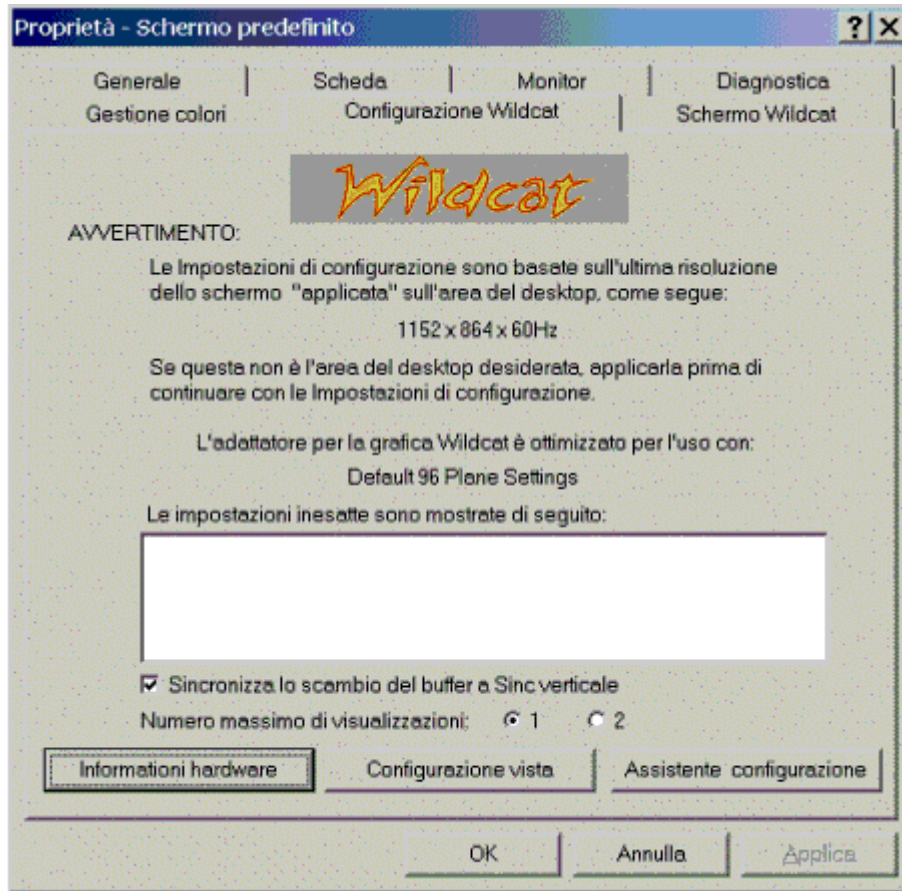 Proprietà - Schermo predefinito
Generale Scheda Monitor Diagnostica
Gestione colori Configurazione Wildcat Schermo Wildcat
Wildcat
AVVERTIMENTO:
Le Impostazioni di configurazione sono basate sull'ultima risoluzione
dello schermo "applicata" sull'area del desktop, come segue:
1152 x 864 x 60Hz
Se questa non è l'area del desktop desiderata, applicarla prima di
continuare con le Impostazioni di configurazione.
L'adattatore per la grafica Wildcat è ottimizzato per l'uso con:
Default 96 Plane Settings
Le impostazioni inesatte sono mostrate di seguito:
Sincronizza lo scambio del buffer a Sinc verticale
Numero massimo di visualizzazioni: 1 2
Informationi hardware Configurazione vista Assistente configurazione
OK Annulla Applica